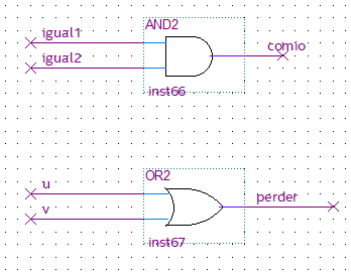 AND2
igual1
igual2
comio
inst66
OR2
u
v
perder
inst67